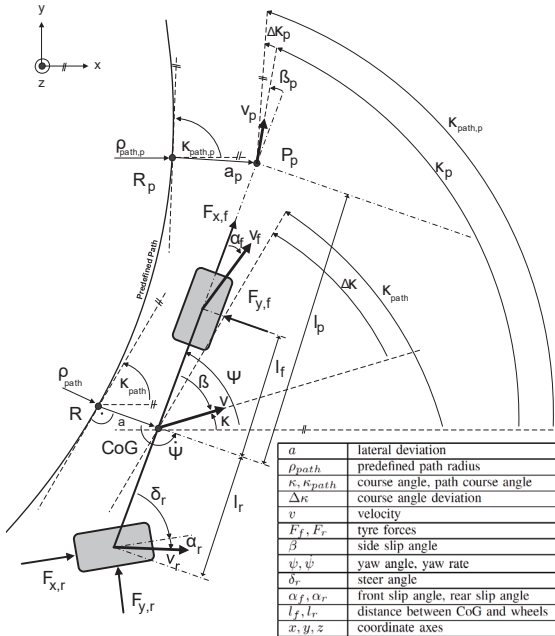 y
x
z
Δκp
ßp
vp
κpath,p
κp
ρpath,p
κpath,p
Rp
ap
Pp
Predefined Path
Fx,f
αf
vf
Fy,f
Δκ
κpath
lp
lf
ρpath
κpath
R
a
ß
Ψ
v
κ
CoG
Ψ̇
lr
δr
αr
vr
Fx,r
Fy,r
a lateral deviation
ρpath predefined path radius
κ, κpath course angle, path course angle
Δκ course angle deviation
v velocity
Ff, Fr tyre forces
β side slip angle
ψ, ψ̇ yaw angle, yaw rate
δr steer angle
αf, αr front slip angle, rear slip angle
lf, lr distance between CoG and wheels
x, y, z coordinate axes